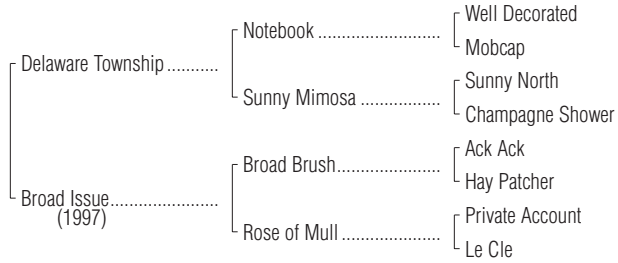 Well Decorated
Notebook ........................
Mobcap
Delaware Township ..........
Sunny North
Sunny Mimosa ................
Champagne Shower
Ack Ack
Broad Brush.....................
Hay Patcher
Broad Issue......................
(1997)
Private Account
Rose of Mull ...................
Le Cle